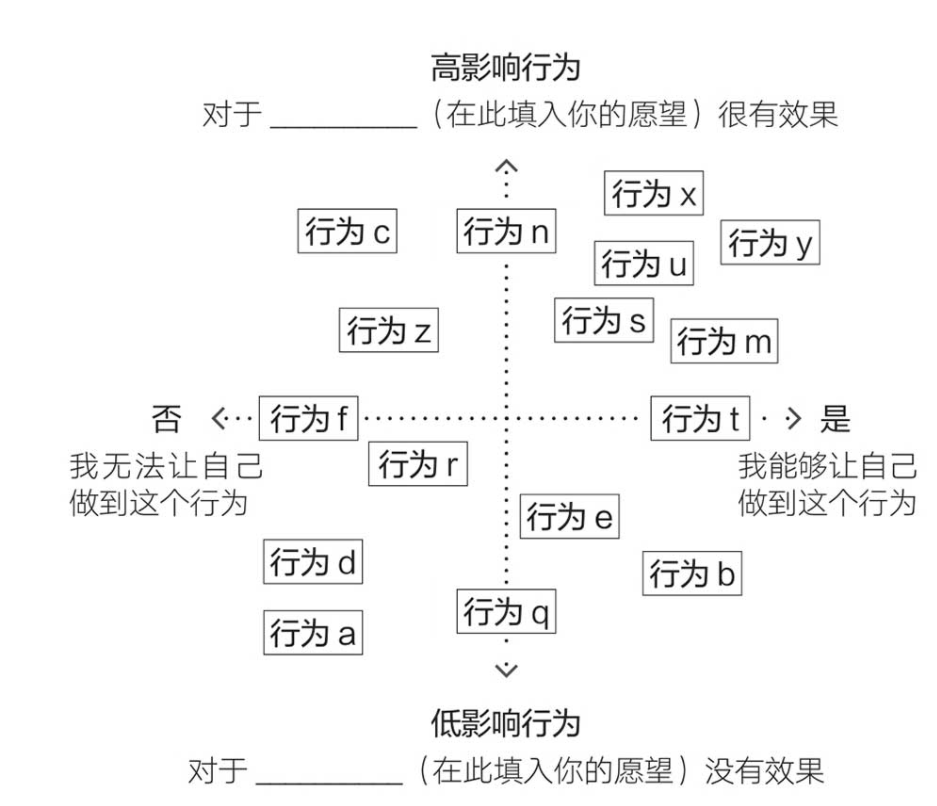 高影响行为
对于 __________（在此填入你的愿望）很有效果
行为 x
行为 c
行为 n
行为 y
行为 u
行为 s
行为 z
行为 m
否
行为 f
行为 t
是
我无法让自己
做到这个行为
行为 r
我能够让自己
做到这个行为
行为 e
行为 d
行为 b
行为 q
行为 a
低影响行为
对于 __________（在此填入你的愿望）没有效果